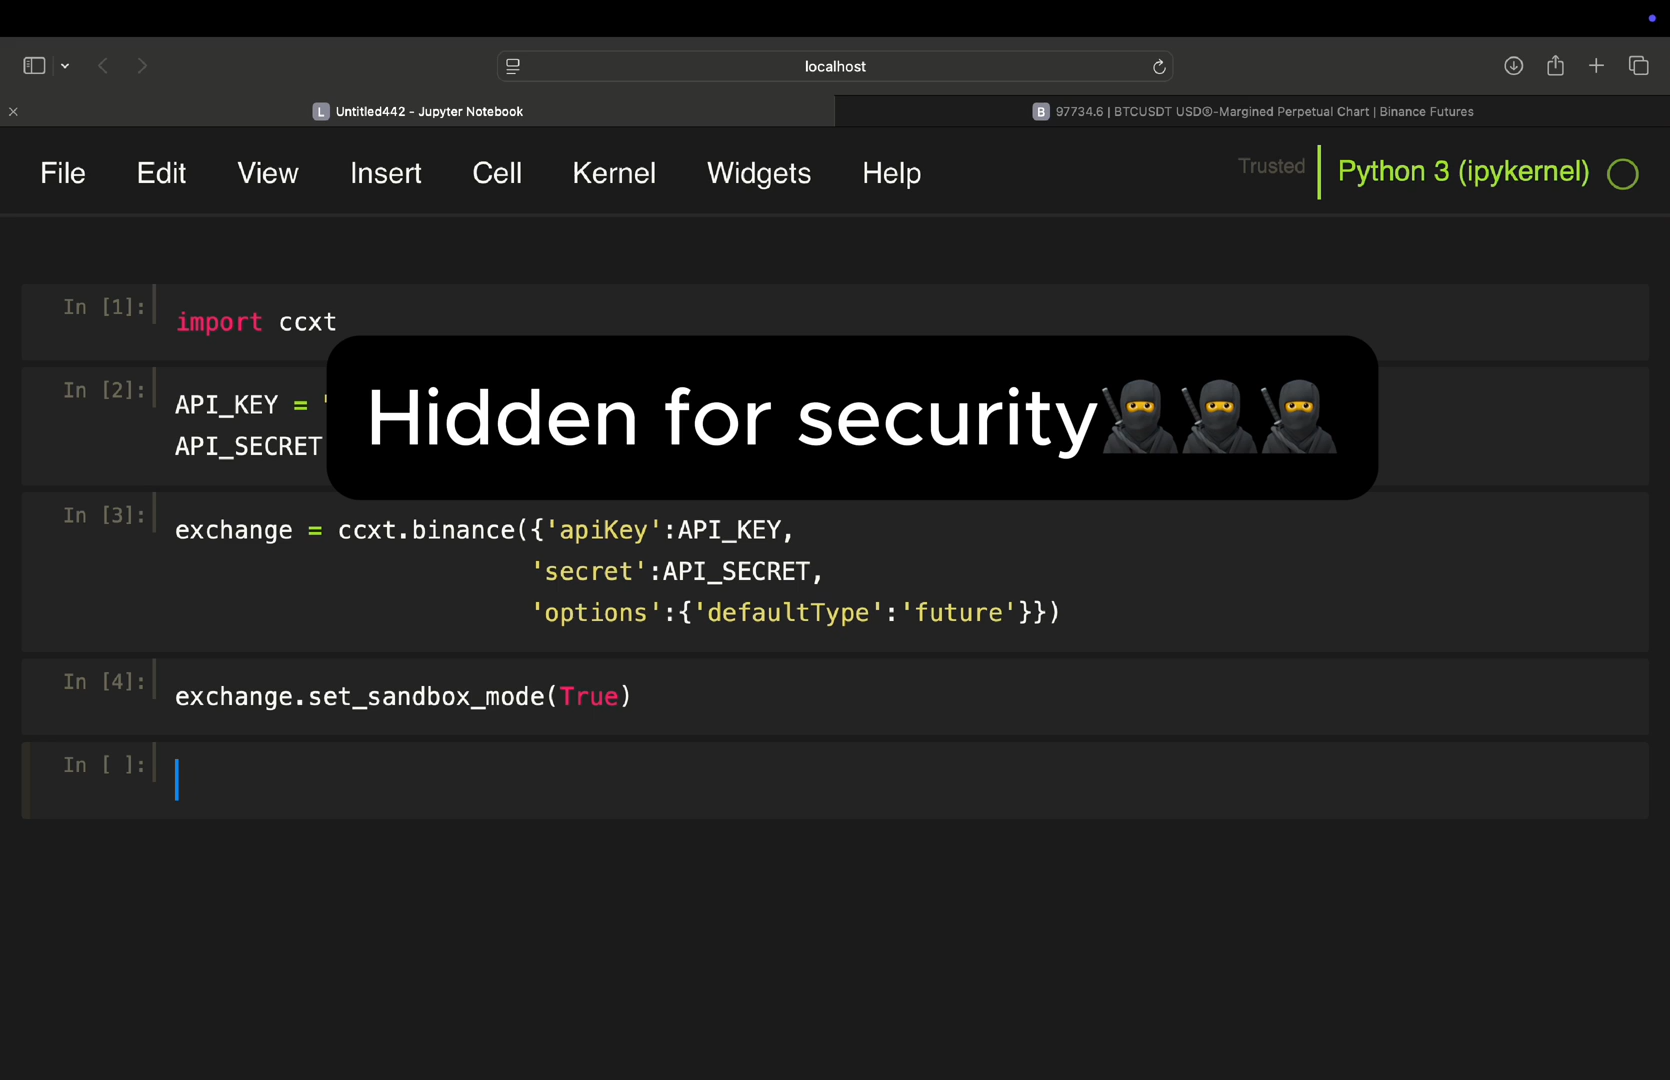 localhost
L Untitled442 - Jupyter Notebook
B 97734.6 | BTCUSDT USD®-Margined Perpetual Chart | Binance Futures
File Edit View Insert Cell Kernel Widgets Help Trusted Python 3 (ipykernel)
In [1]: import ccxt
In [2]: API_KEY = '
API_SECRET
Hidden for security🥷🥷🥷
In [3]: exchange = ccxt.binance({'apiKey':API_KEY,
'secret':API_SECRET,
'options':{'defaultType':'future'}})
In [4]: exchange.set_sandbox_mode(True)
In [ ]: